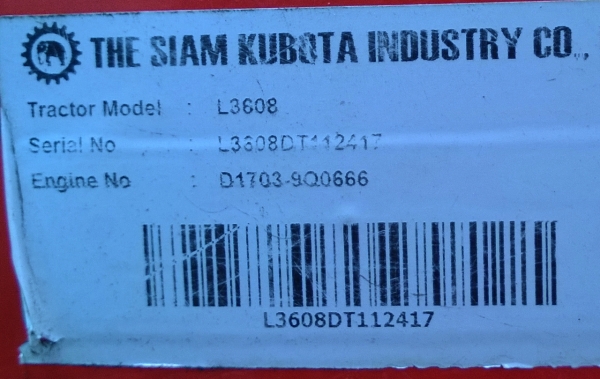 THE SIAM KUBOTA INDUSTRY CO.,
Tractor Model : L3608
Serial No : L3608DT112417
Engine No : D1703-9Q0666
L3608DT112417